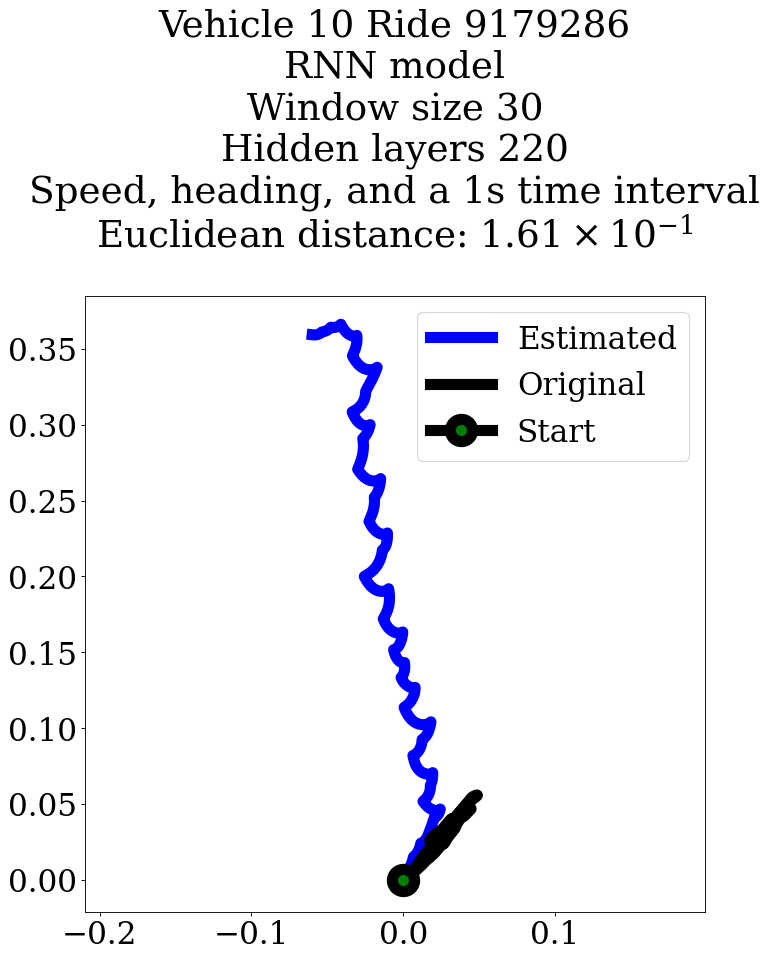 Vehicle 10 Ride 9179286
RNN model
Window size 30
Hidden layers 220
Speed, heading, and a 1s time interval
Euclidean distance: 1.61 × 10⁻¹
Estimated
Original
Start
0.35
0.30
0.25
0.20
0.15
0.10
0.05
0.00
−0.2 −0.1 0.0 0.1